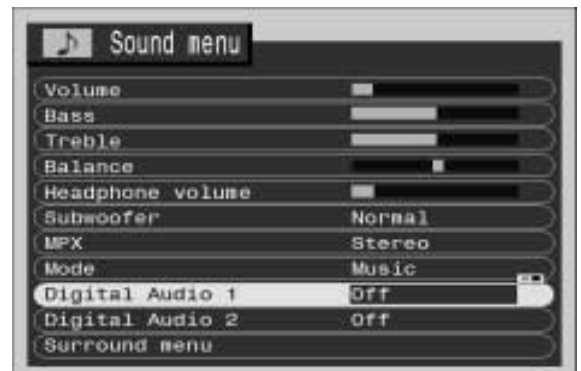 Sound menu
Volume
Bass
Treble
Balance
Headphone volume
Subwoofer Normal
MPX Stereo
Mode Music
Digital Audio 1 Off
Digital Audio 2 Off
Surround menu